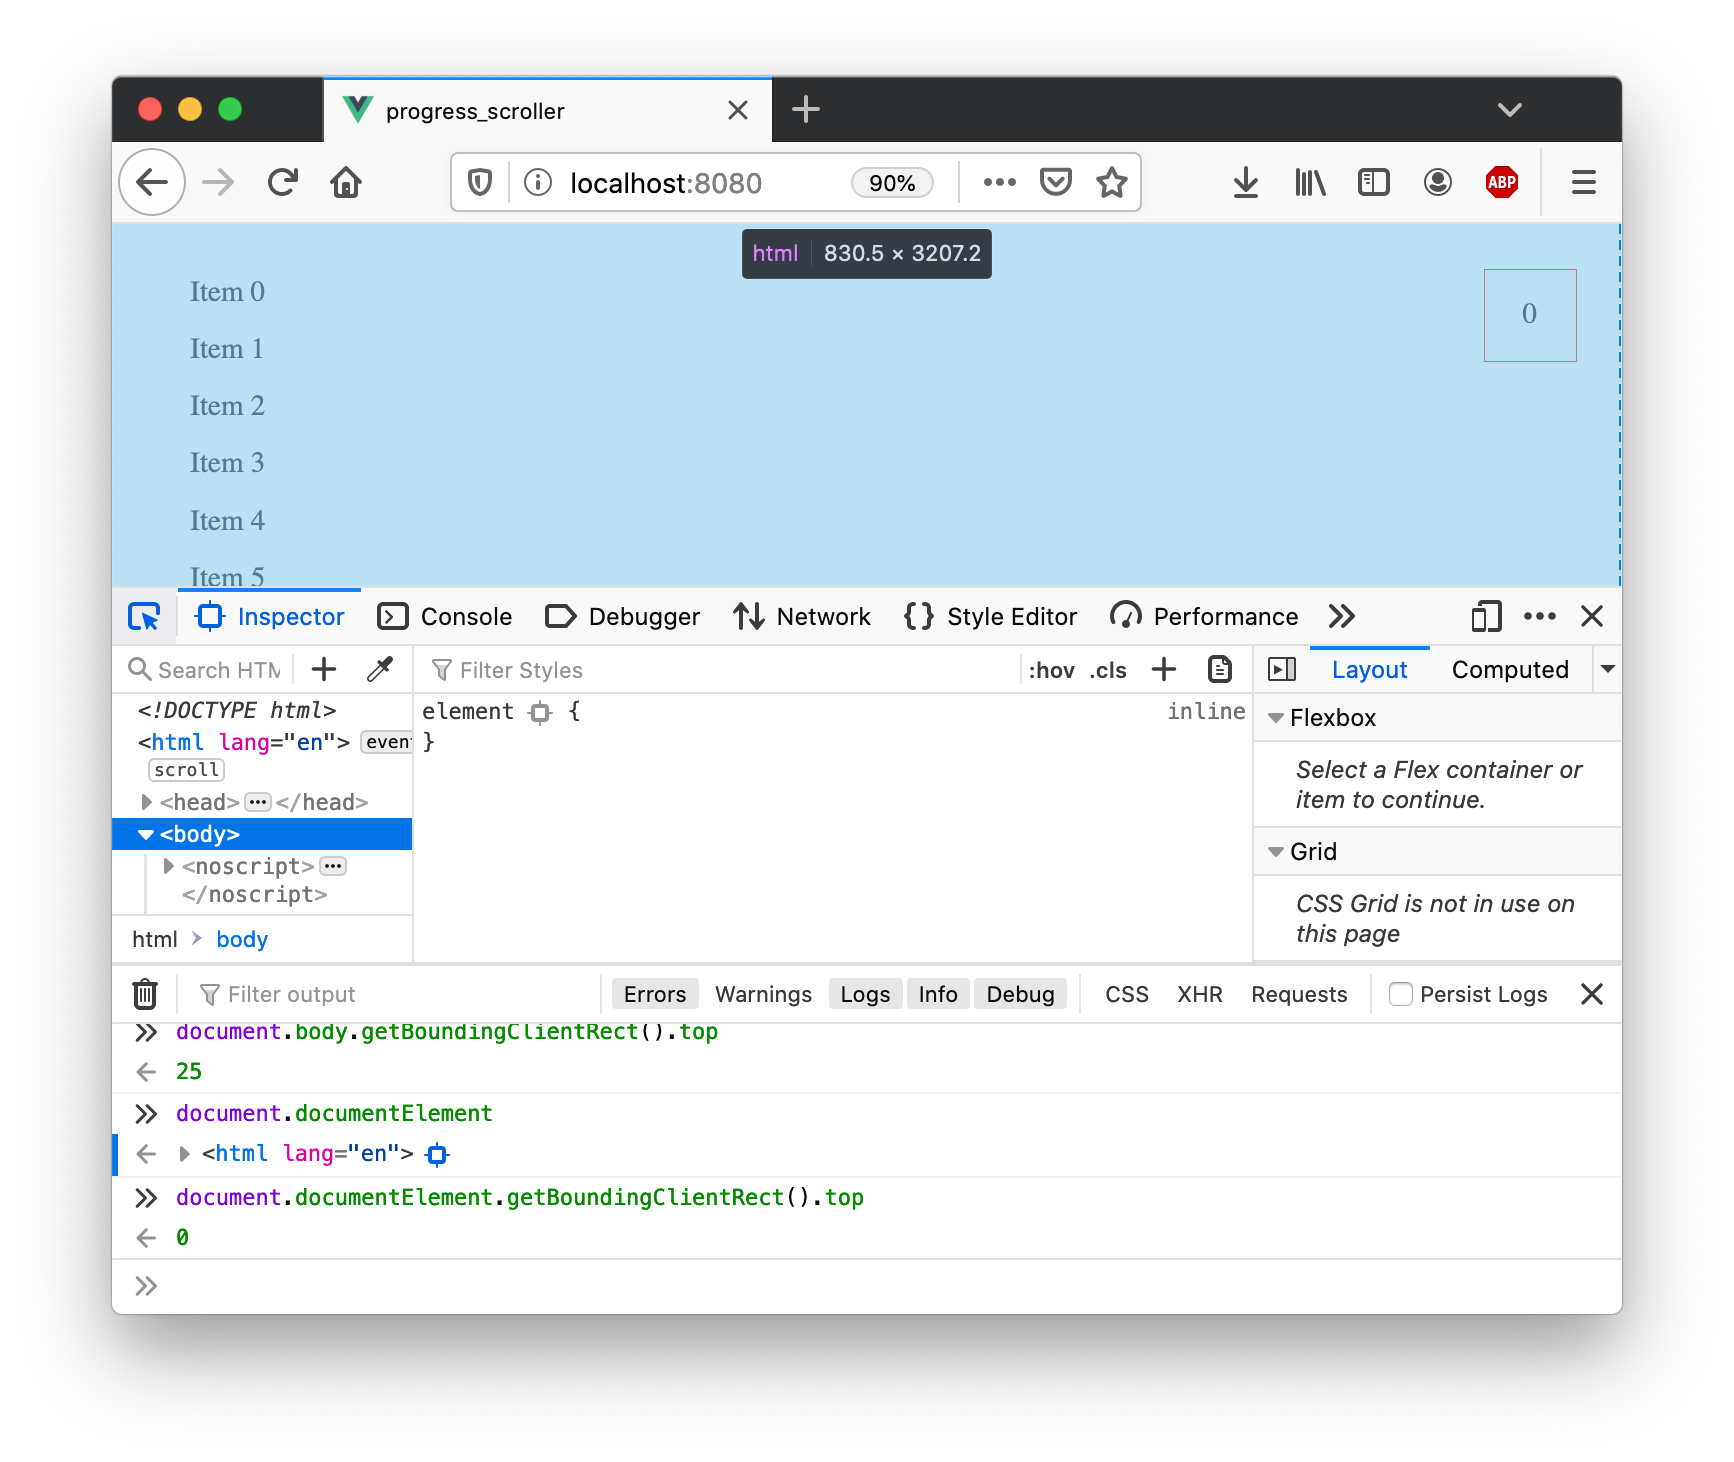 progress_scroller
localhost:8080 90% ABP
html 830.5 × 3207.2
Item 0
0
Item 1
Item 2
Item 3
Item 4
Item 5
Inspector Console Debugger Network Style Editor Performance
Search HTM Filter Styles :hov .cls Layout Computed
<!DOCTYPE html>
<html lang="en"> even
scroll
<head> ··· </head>
<body>
<noscript> ···
</noscript>
html > body
element { inline
}
Flexbox
Select a Flex container or
item to continue.
Grid
CSS Grid is not in use on
this page
Filter output Errors Warnings Logs Info Debug CSS XHR Requests Persist Logs
document.body.getBoundingClientRect().top
25
document.documentElement
<html lang="en">
document.documentElement.getBoundingClientRect().top
0